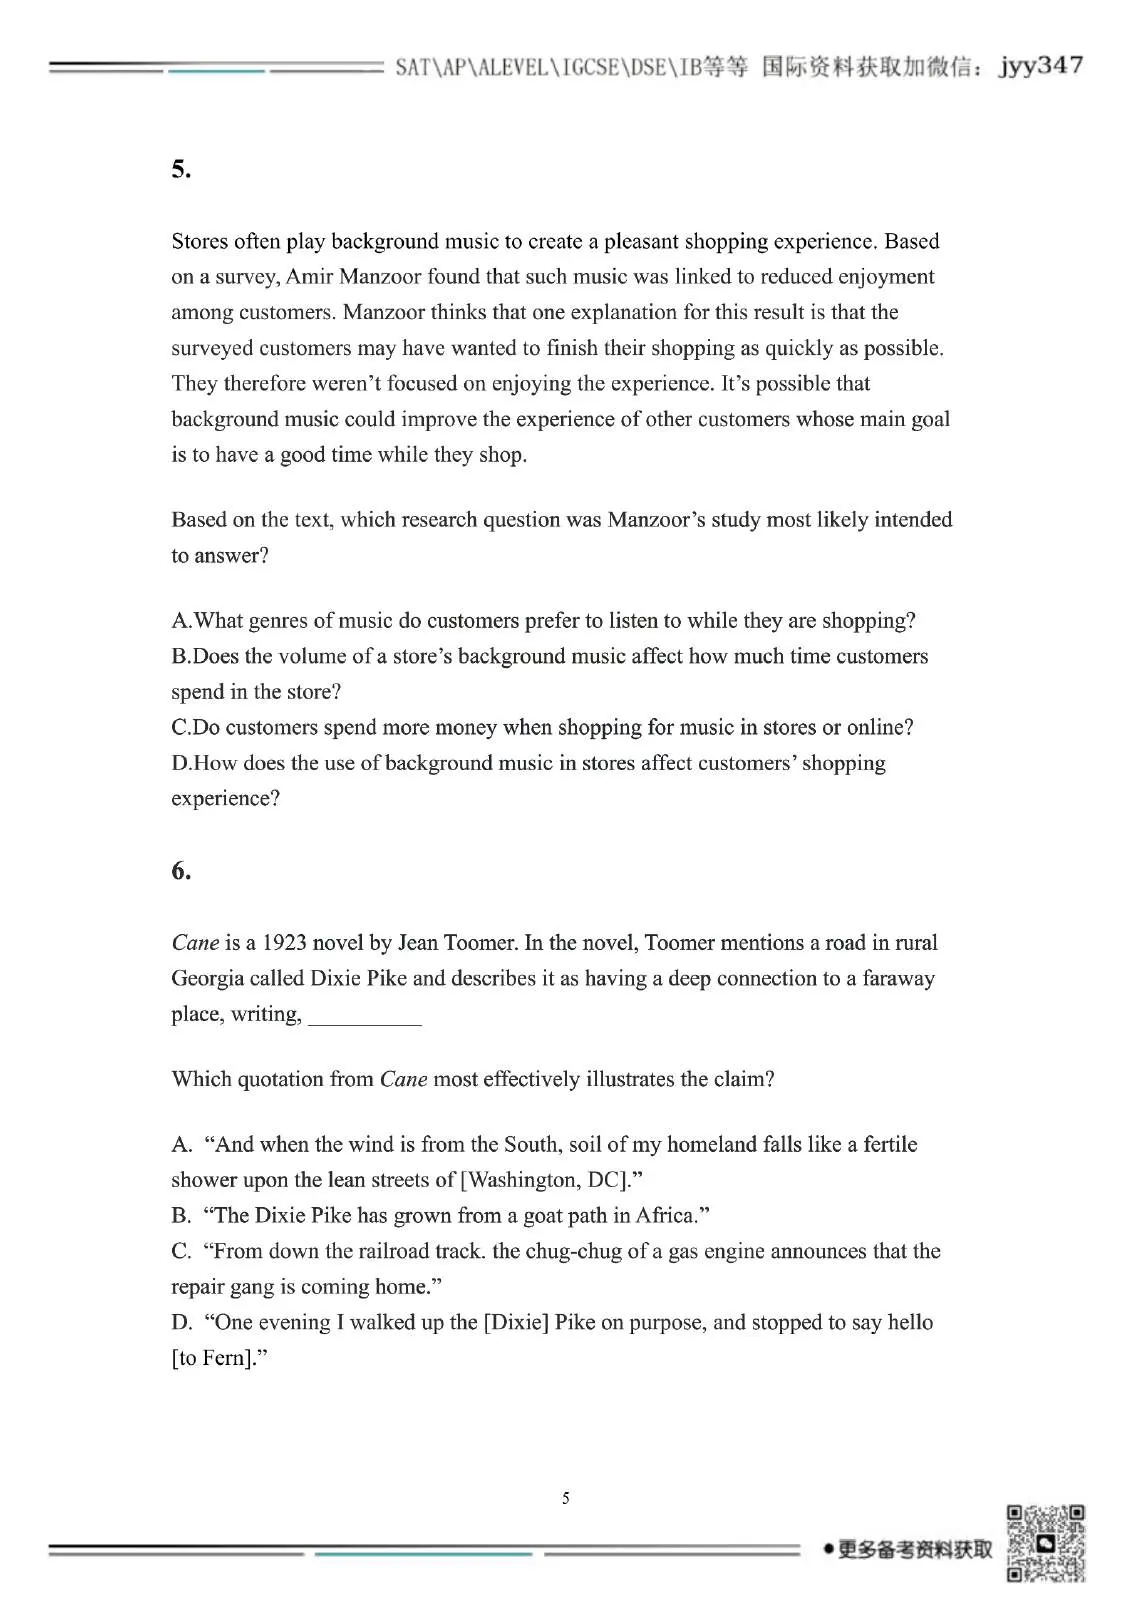 SAT\AP\ALEVEL\IGCSE\DSE\IB等等 国际资料获取加微信：jyy347
5.
Stores often play background music to create a pleasant shopping experience. Based
on a survey, Amir Manzoor found that such music was linked to reduced enjoyment
among customers. Manzoor thinks that one explanation for this result is that the
surveyed customers may have wanted to finish their shopping as quickly as possible.
They therefore weren’t focused on enjoying the experience. It’s possible that
background music could improve the experience of other customers whose main goal
is to have a good time while they shop.
Based on the text, which research question was Manzoor’s study most likely intended
to answer?
A.What genres of music do customers prefer to listen to while they are shopping?
B.Does the volume of a store’s background music affect how much time customers
spend in the store?
C.Do customers spend more money when shopping for music in stores or online?
D.How does the use of background music in stores affect customers’ shopping
experience?
6.
Cane is a 1923 novel by Jean Toomer. In the novel, Toomer mentions a road in rural
Georgia called Dixie Pike and describes it as having a deep connection to a faraway
place, writing, __________
Which quotation from Cane most effectively illustrates the claim?
A. “And when the wind is from the South, soil of my homeland falls like a fertile
shower upon the lean streets of [Washington, DC].”
B. “The Dixie Pike has grown from a goat path in Africa.”
C. “From down the railroad track. the chug-chug of a gas engine announces that the
repair gang is coming home.”
D. “One evening I walked up the [Dixie] Pike on purpose, and stopped to say hello
[to Fern].”
5
●更多备考资料获取